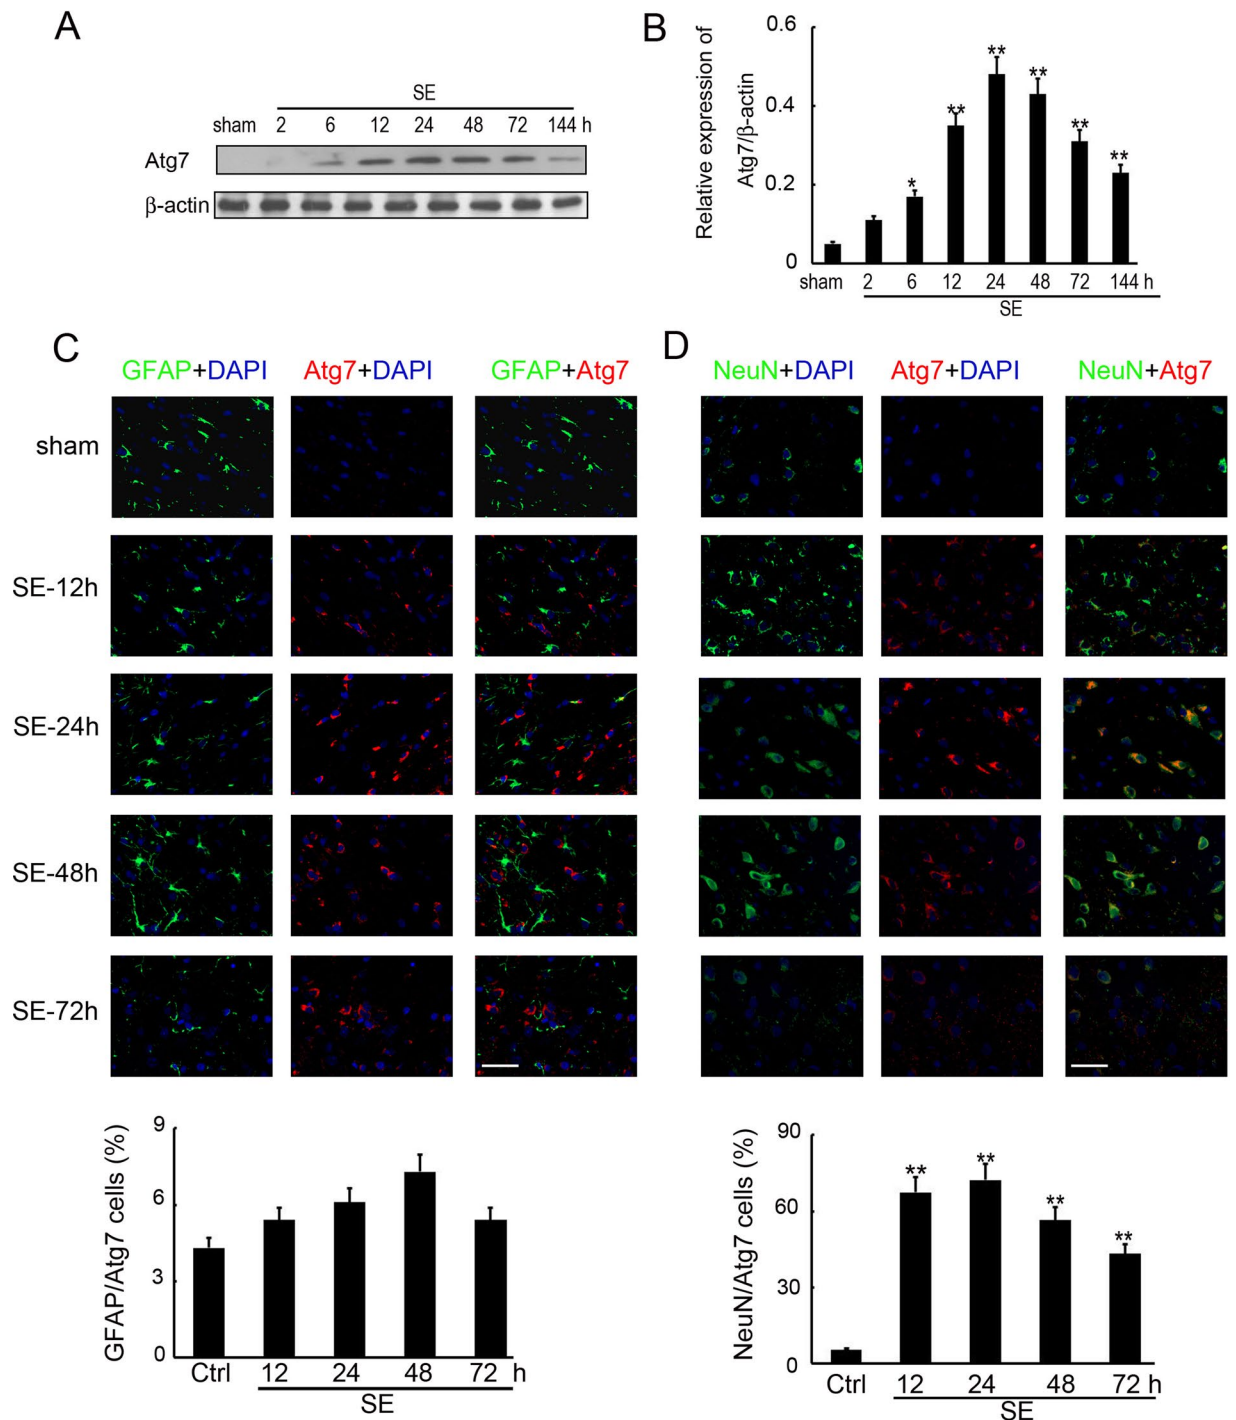 A
SE
sham 2 6 12 24 48 72 144 h
Atg7
β-actin
B
Relative expression of
Atg7/β-actin
0.6
0.4
0.2
0
* ** ** ** ** **
sham 2 6 12 24 48 72 144 h
SE
C
GFAP+DAPI Atg7+DAPI GFAP+Atg7
D
NeuN+DAPI Atg7+DAPI NeuN+Atg7
sham
SE-12h
SE-24h
SE-48h
SE-72h
GFAP/Atg7 cells (%)
9
6
3
0
Ctrl 12 24 48 72 h
SE
NeuN/Atg7 cells (%)
90
60
30
0
** ** ** **
Ctrl 12 24 48 72 h
SE